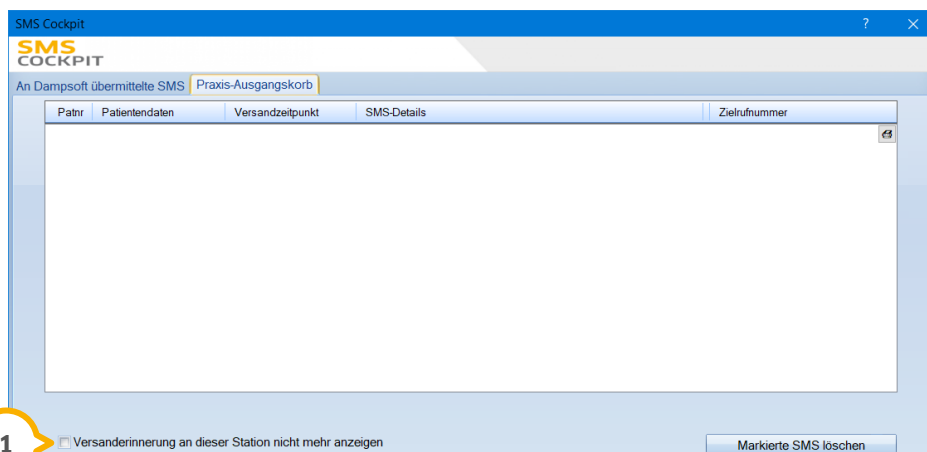 SMS Cockpit ?
SMS
COCKPIT
An Dampsoft übermittelte SMS Praxis-Ausgangskorb
Patnr Patientendaten Versandzeitpunkt SMS-Details Zielrufnummer
1 Versanderinnerung an dieser Station nicht mehr anzeigen Markierte SMS löschen